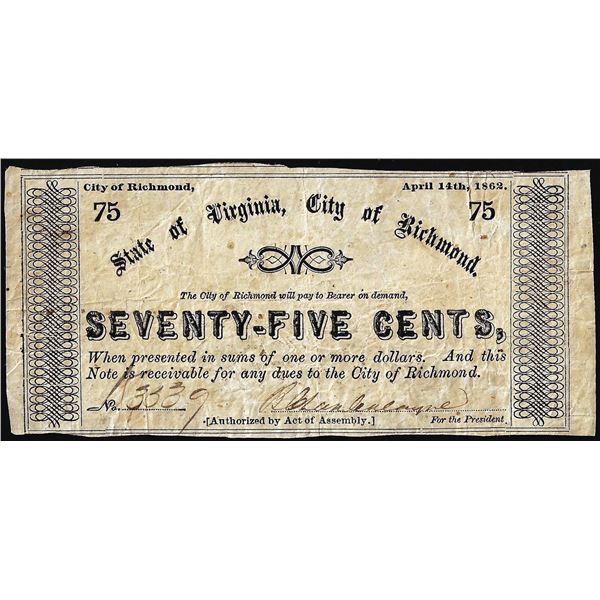 City of Richmond, April 14th, 1862.
75 75
State of Virginia, City of Richmond.
The City of Richmond will pay to Bearer on demand,
SEVENTY-FIVE CENTS,
When presented in sums of one or more dollars. And this
Note is receivable for any dues to the City of Richmond.
No. 3339
[Authorized by Act of Assembly.] For the President.